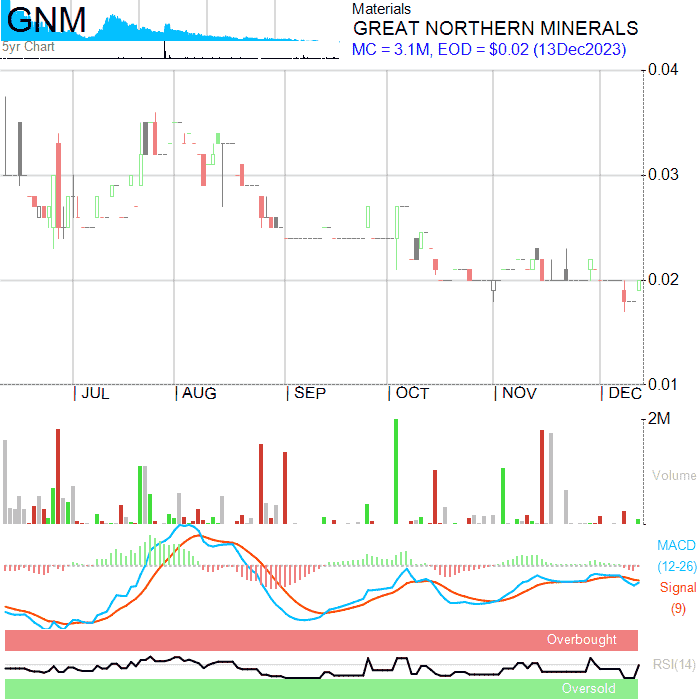 GNM
5yr Chart
Materials
GREAT NORTHERN MINERALS
MC = 3.1M, EOD = $0.02 (13Dec2023)
0.04
0.03
0.02
0.01
JUL
AUG
SEP
OCT
NOV
DEC
2M
Volume
MACD
(12-26)
Signal
(9)
Overbought
RSI(14)
Oversold